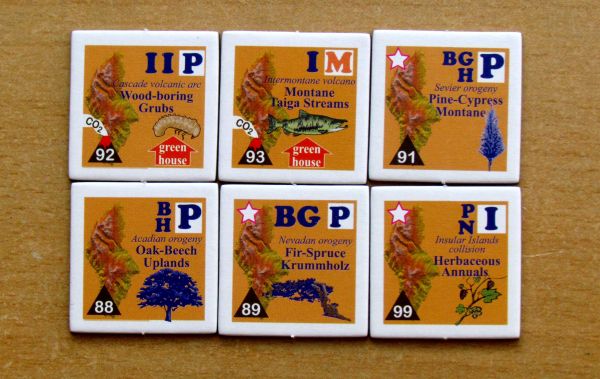 IIP
Cascade volcanic arc
Wood-boring
Grubs
CO2
92
green
house
IM
Intermontane volcano
Montane
Taiga Streams
CO2
93
green
house
BG P
H
Sevier orogeny
Pine-Cypress
Montane
91
B P
H
Acadian orogeny
Oak-Beech
Uplands
88
BG P
Nevadan orogeny
Fir-Spruce
Krummholz
89
P I
N
Insular Islands
collision
Herbaceous
Annuals
99